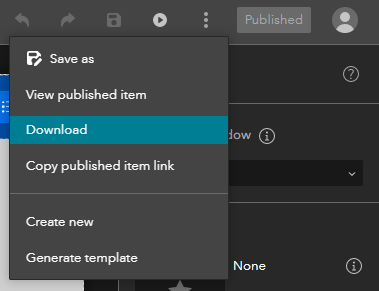 Published
Save as
View published item
Download
dow
Copy published item link
Create new
Generate template
None